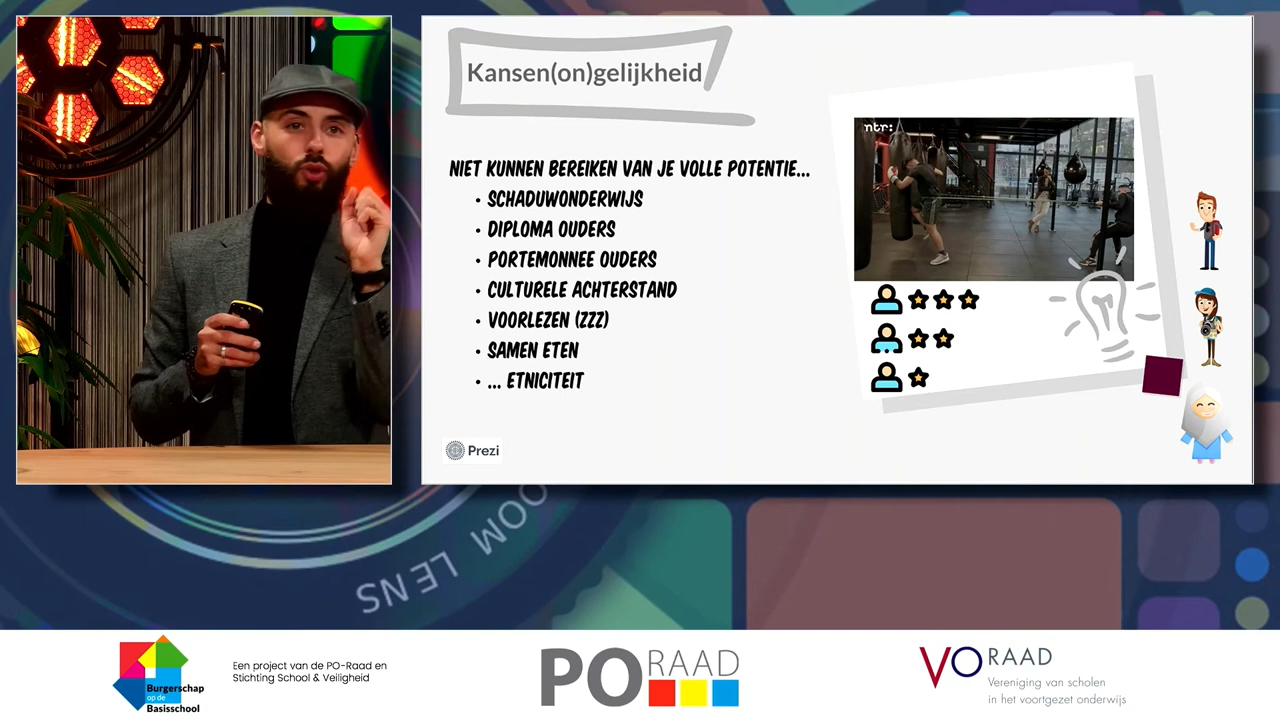 Kansen(on)gelijkheid
NIET KUNNEN BEREIKEN VAN JE VOLLE POTENTIE...
• SCHADUWONDERWIJS
• DIPLOMA OUDERS
• PORTEMONNEE OUDERS
• CULTURELE ACHTERSTAND
• VOORLEZEN (ZZZ)
• SAMEN ETEN
• ... ETNICITEIT
ntr:
Prezi
OOM LENS
Burgerschap
op de
Basisschool
Een project van de PO-Raad en
Stichting School & Veiligheid
PO RAAD
VO RAAD
Vereniging van scholen
in het voortgezet onderwijs